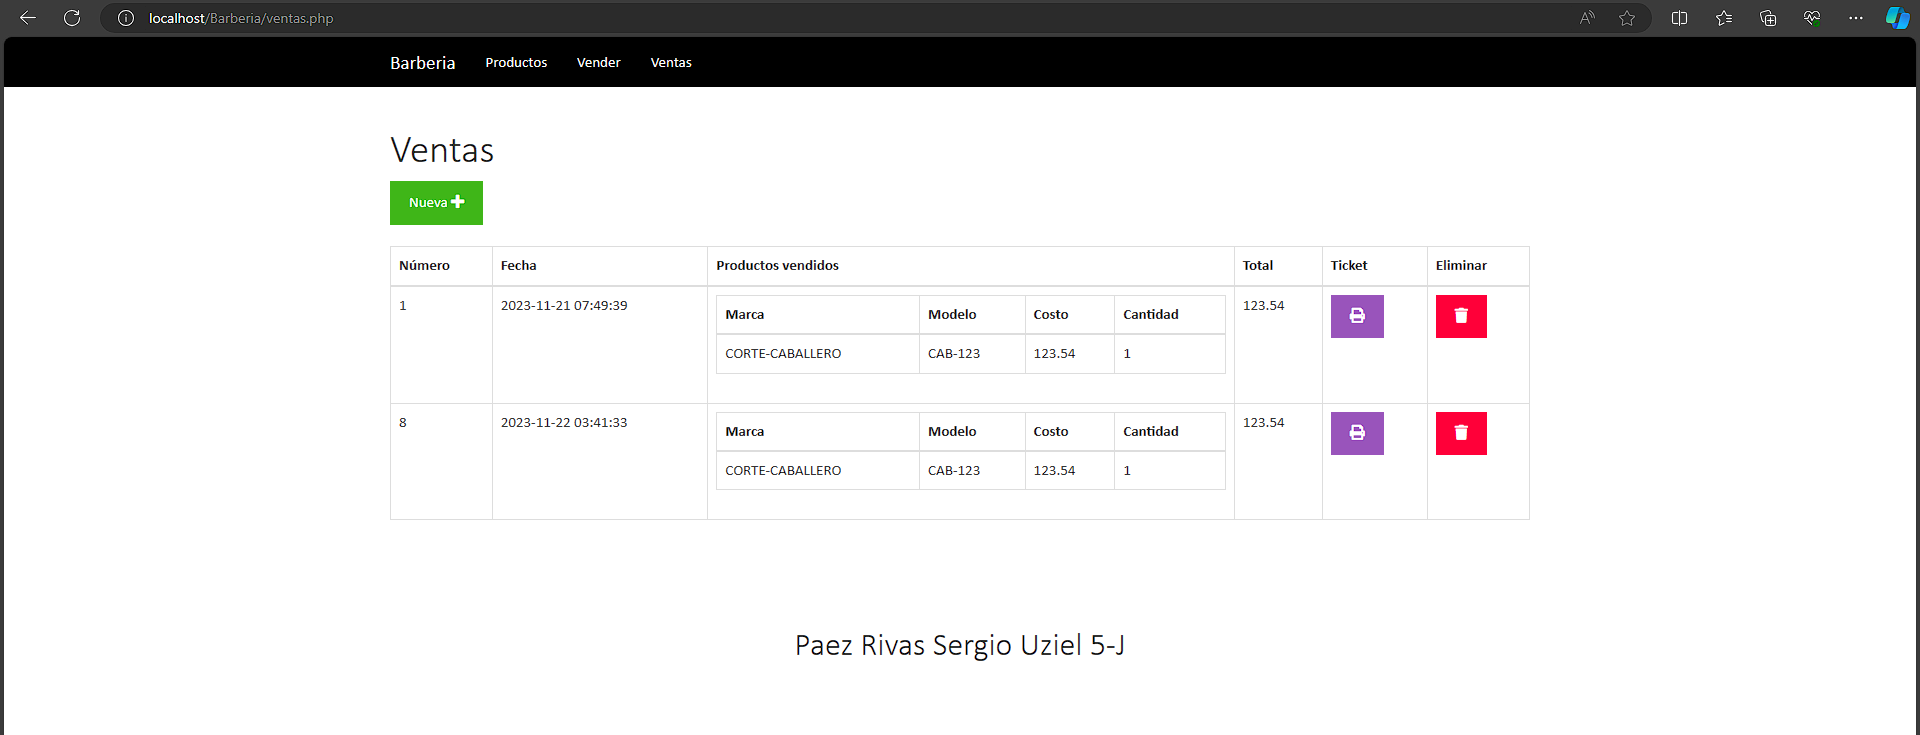 localhost/Barberia/ventas.php
Barberia Productos Vender Ventas
Ventas
Nueva
Número Fecha Productos vendidos Total Ticket Eliminar
1 2023-11-21 07:49:39 123.54
Marca Modelo Costo Cantidad
CORTE-CABALLERO CAB-123 123.54 1
8 2023-11-22 03:41:33 123.54
Marca Modelo Costo Cantidad
CORTE-CABALLERO CAB-123 123.54 1
Paez Rivas Sergio Uziel 5-J